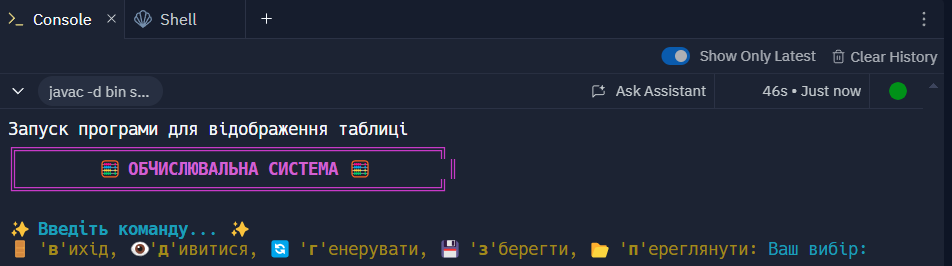 Console × Shell +
Show Only Latest Clear History
javac -d bin s... Ask Assistant 46s • Just now
Запуск програми для відображення таблиці
🧮 ОБЧИСЛЮВАЛЬНА СИСТЕМА 🧮
✨ Введіть команду... ✨
🚪 'в'ихід, 👁️'д'ивитися, 🔄 'г'енерувати, 💾 'з'берегти, 📂 'п'ереглянути: Ваш вибір: